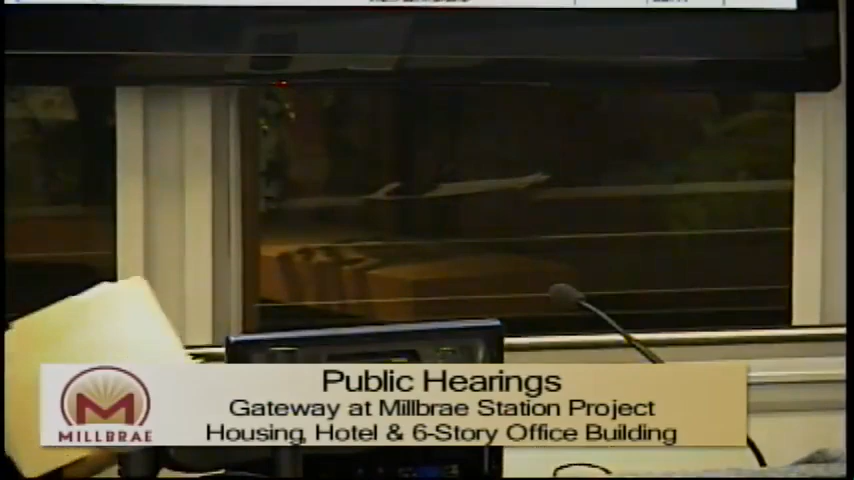 Public Hearings
Gateway at Millbrae Station Project
Housing, Hotel & 6-Story Office Building
MILLBRAE